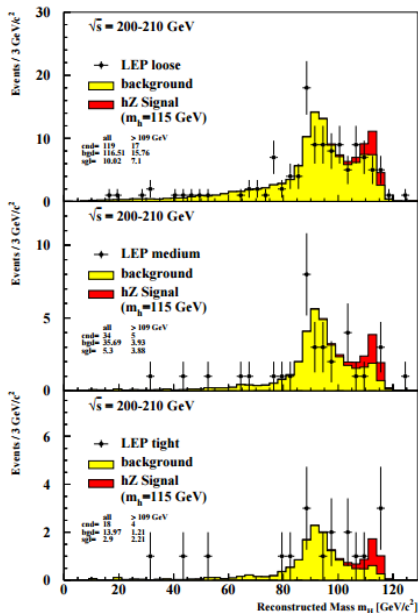 √s = 200-210 GeV
Events / 3 GeV/c²
30
LEP loose
background
20
hZ Signal
(m_h=115 GeV)
all > 109 GeV
cnd= 119 17
bgd= 116.51 15.76
sgl= 10.02 7.1
10
0
√s = 200-210 GeV
Events / 3 GeV/c²
LEP medium
10
background
hZ Signal
(m_h=115 GeV)
all > 109 GeV
cnd= 34 5
bgd= 35.69 3.93
sgl= 5.3 3.88
5
0
√s = 200-210 GeV
Events / 3 GeV/c²
6
LEP tight
background
4
hZ Signal
(m_h=115 GeV)
all > 109 GeV
cnd= 18 4
bgd= 13.97 1.21
sgl= 2.9 2.21
2
0
0 20 40 60 80 100 120
Reconstructed Mass m_H [GeV/c²]